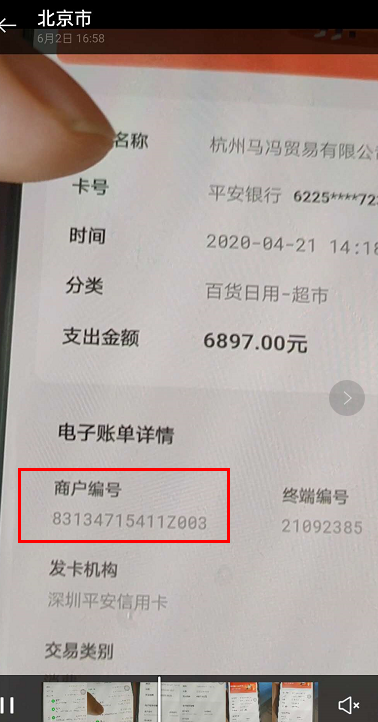 北京市
6月2日 16:58
名称
杭州马冯贸易有限公
卡号
平安银行 6225****72
时间
2020-04-21 14:18
分类
百货日用-超市
支出金额
6897.00元
电子账单详情
商户编号
终端编号
83134715411Z003
21092385
发卡机构
深圳平安信用卡
交易类别